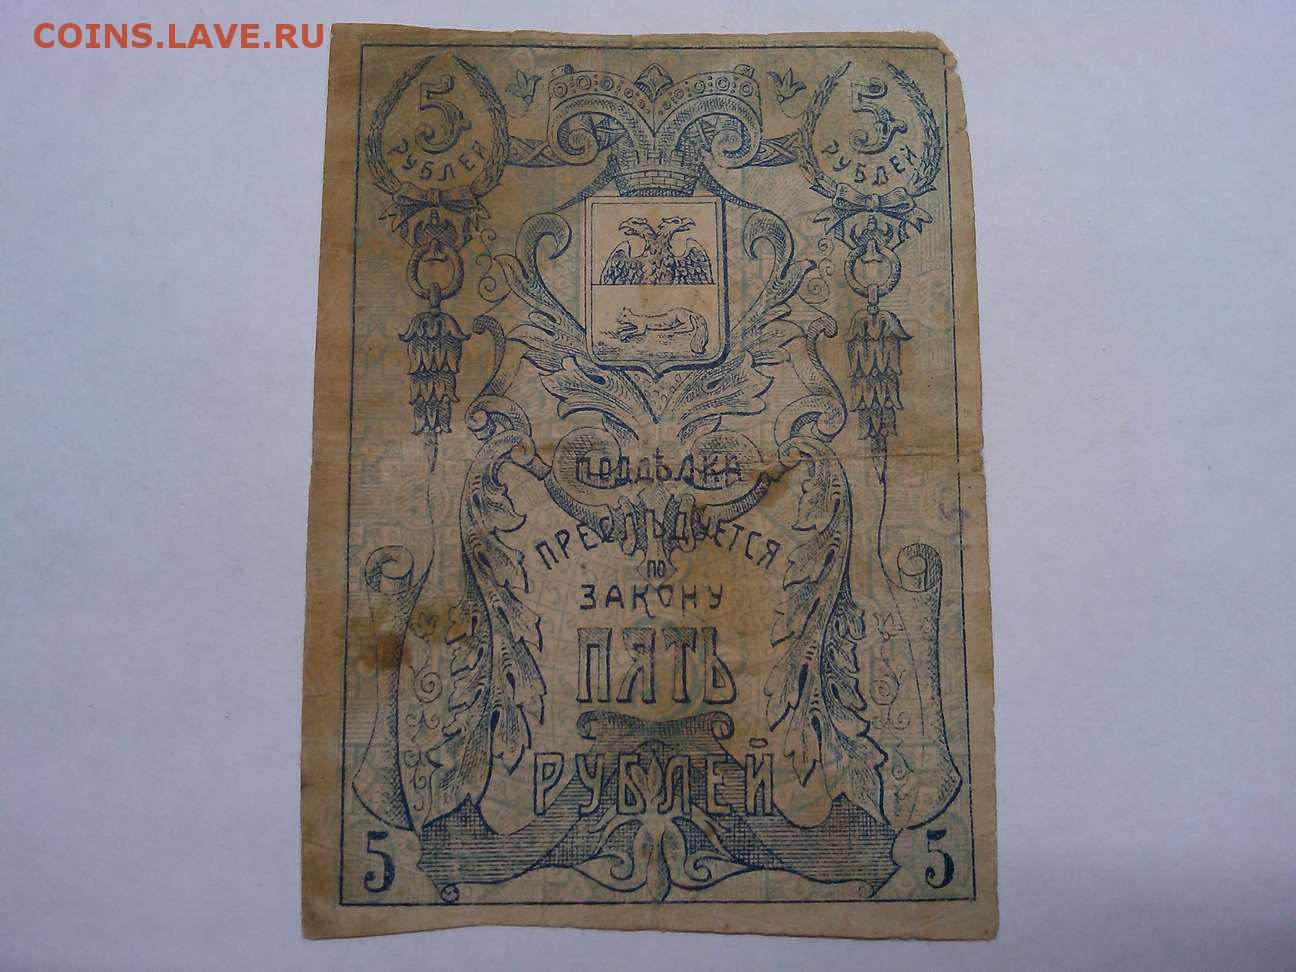 COINS.LAVE.RU
5 5
РУБЛЕЙ РУБЛЕЙ
ПОДДѢЛКА
ПРЕСЛѢДУЕТСЯ
ПО
ЗАКОНУ
ПЯТЬ
РУБЛЕЙ
5 5